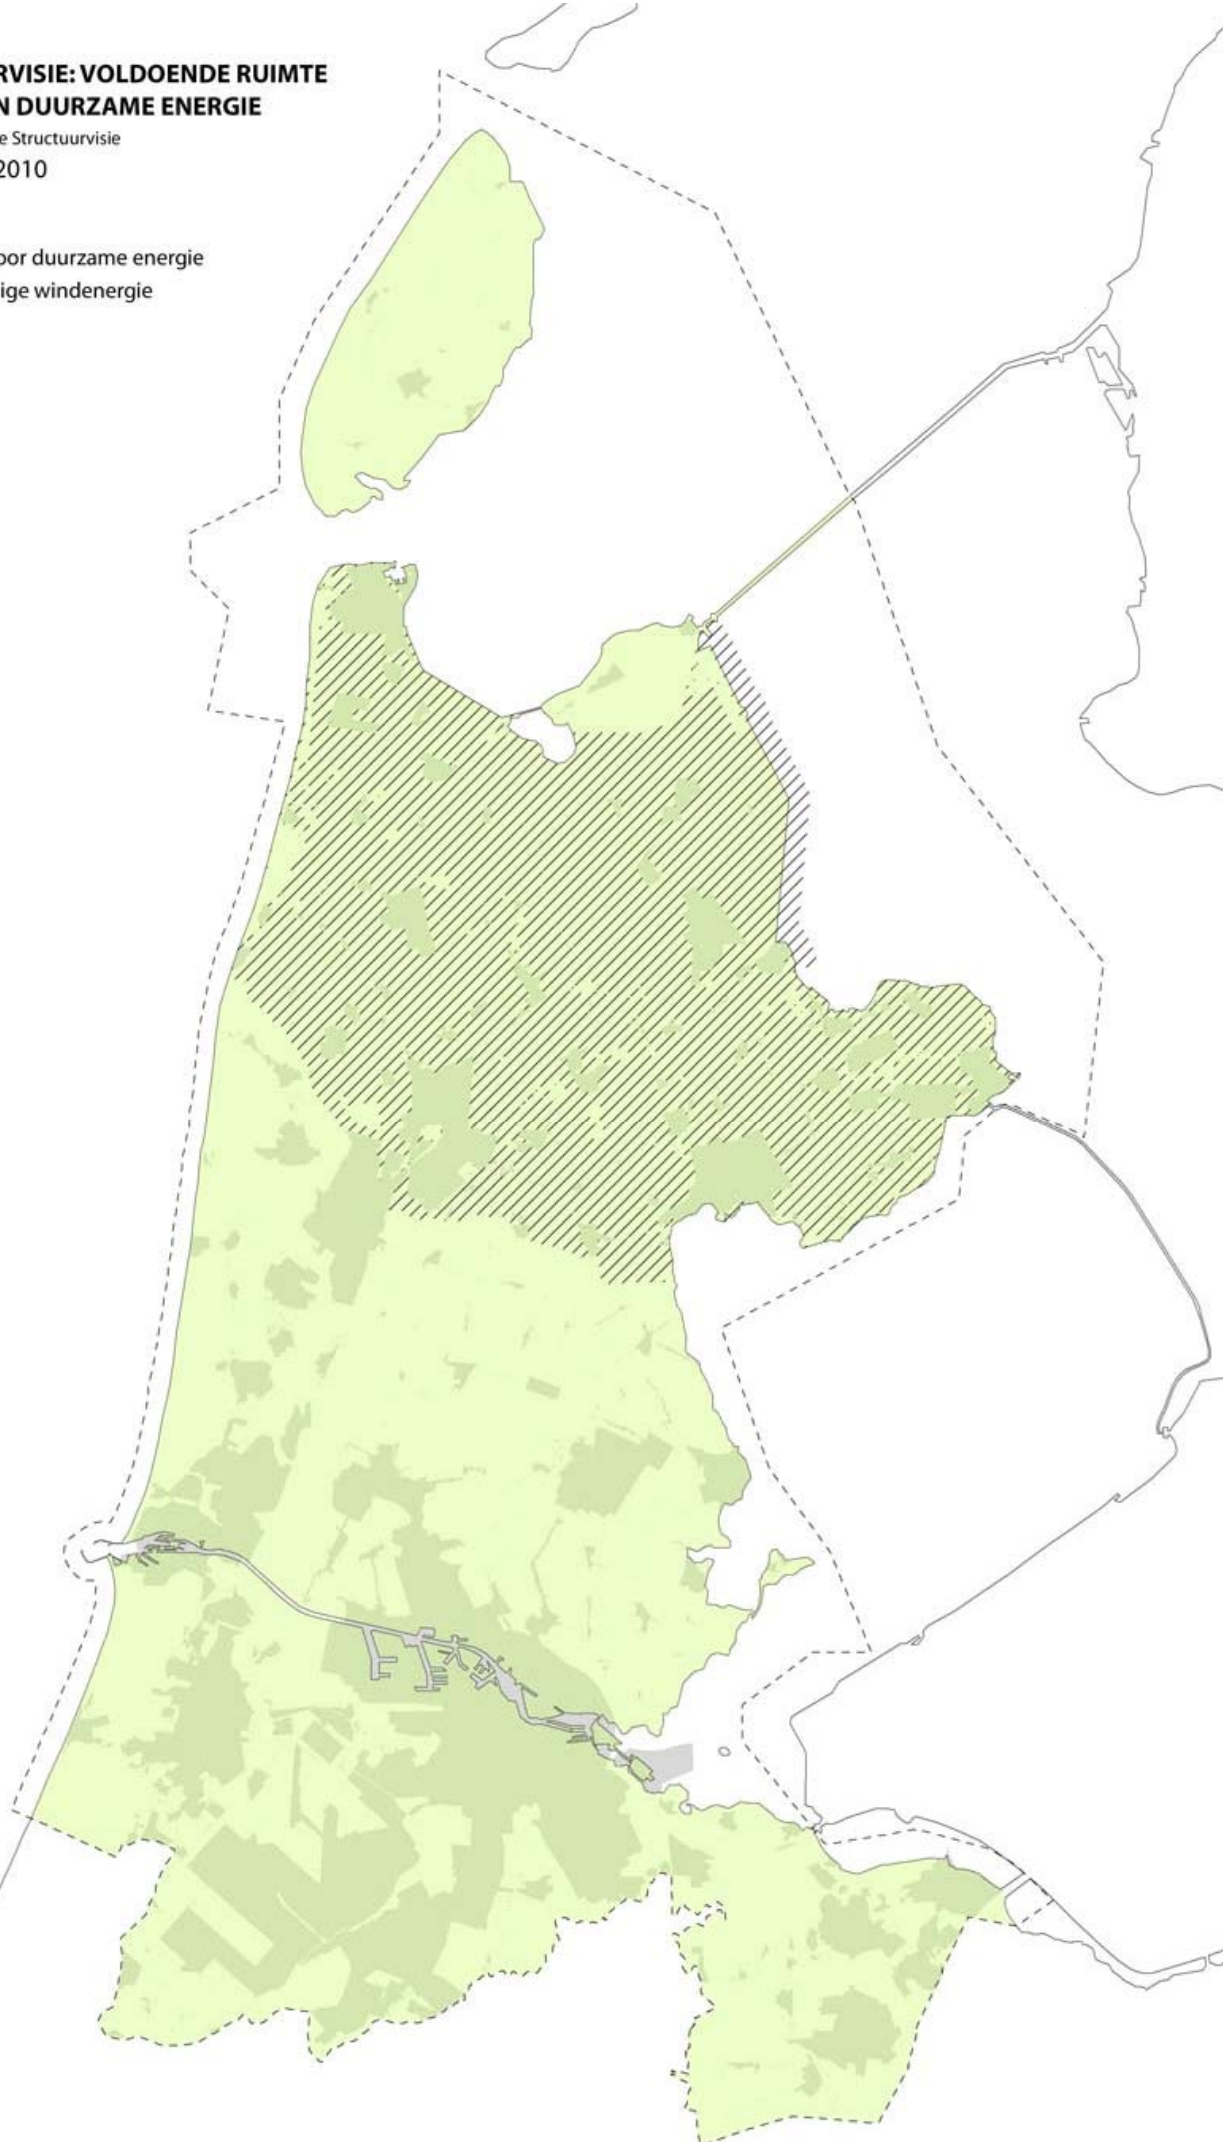 RVISIE: VOLDOENDE RUIMTE
N DUURZAME ENERGIE
e Structuurvisie
2010
oor duurzame energie
ige windenergie